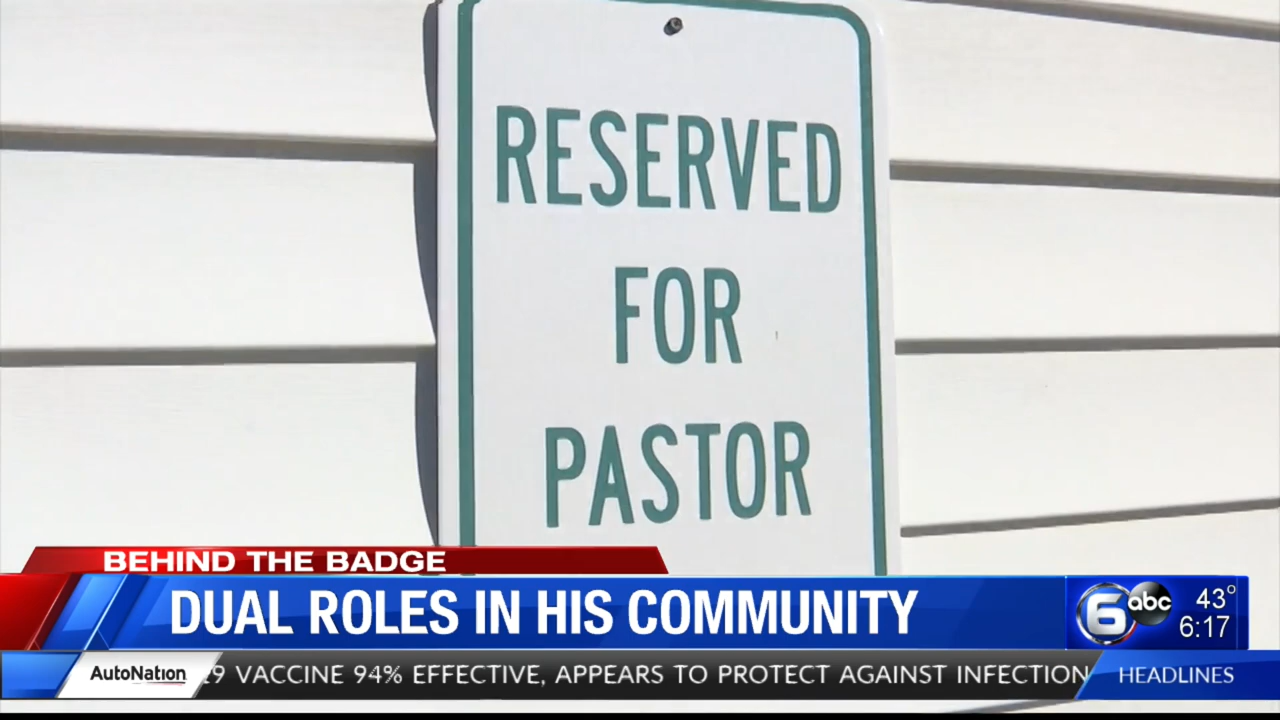 RESERVED
FOR
PASTOR
BEHIND THE BADGE
DUAL ROLES IN HIS COMMUNITY
6 abc 43°
6:17
AutoNation 9 VACCINE 94% EFFECTIVE, APPEARS TO PROTECT AGAINST INFECTION HEADLINES